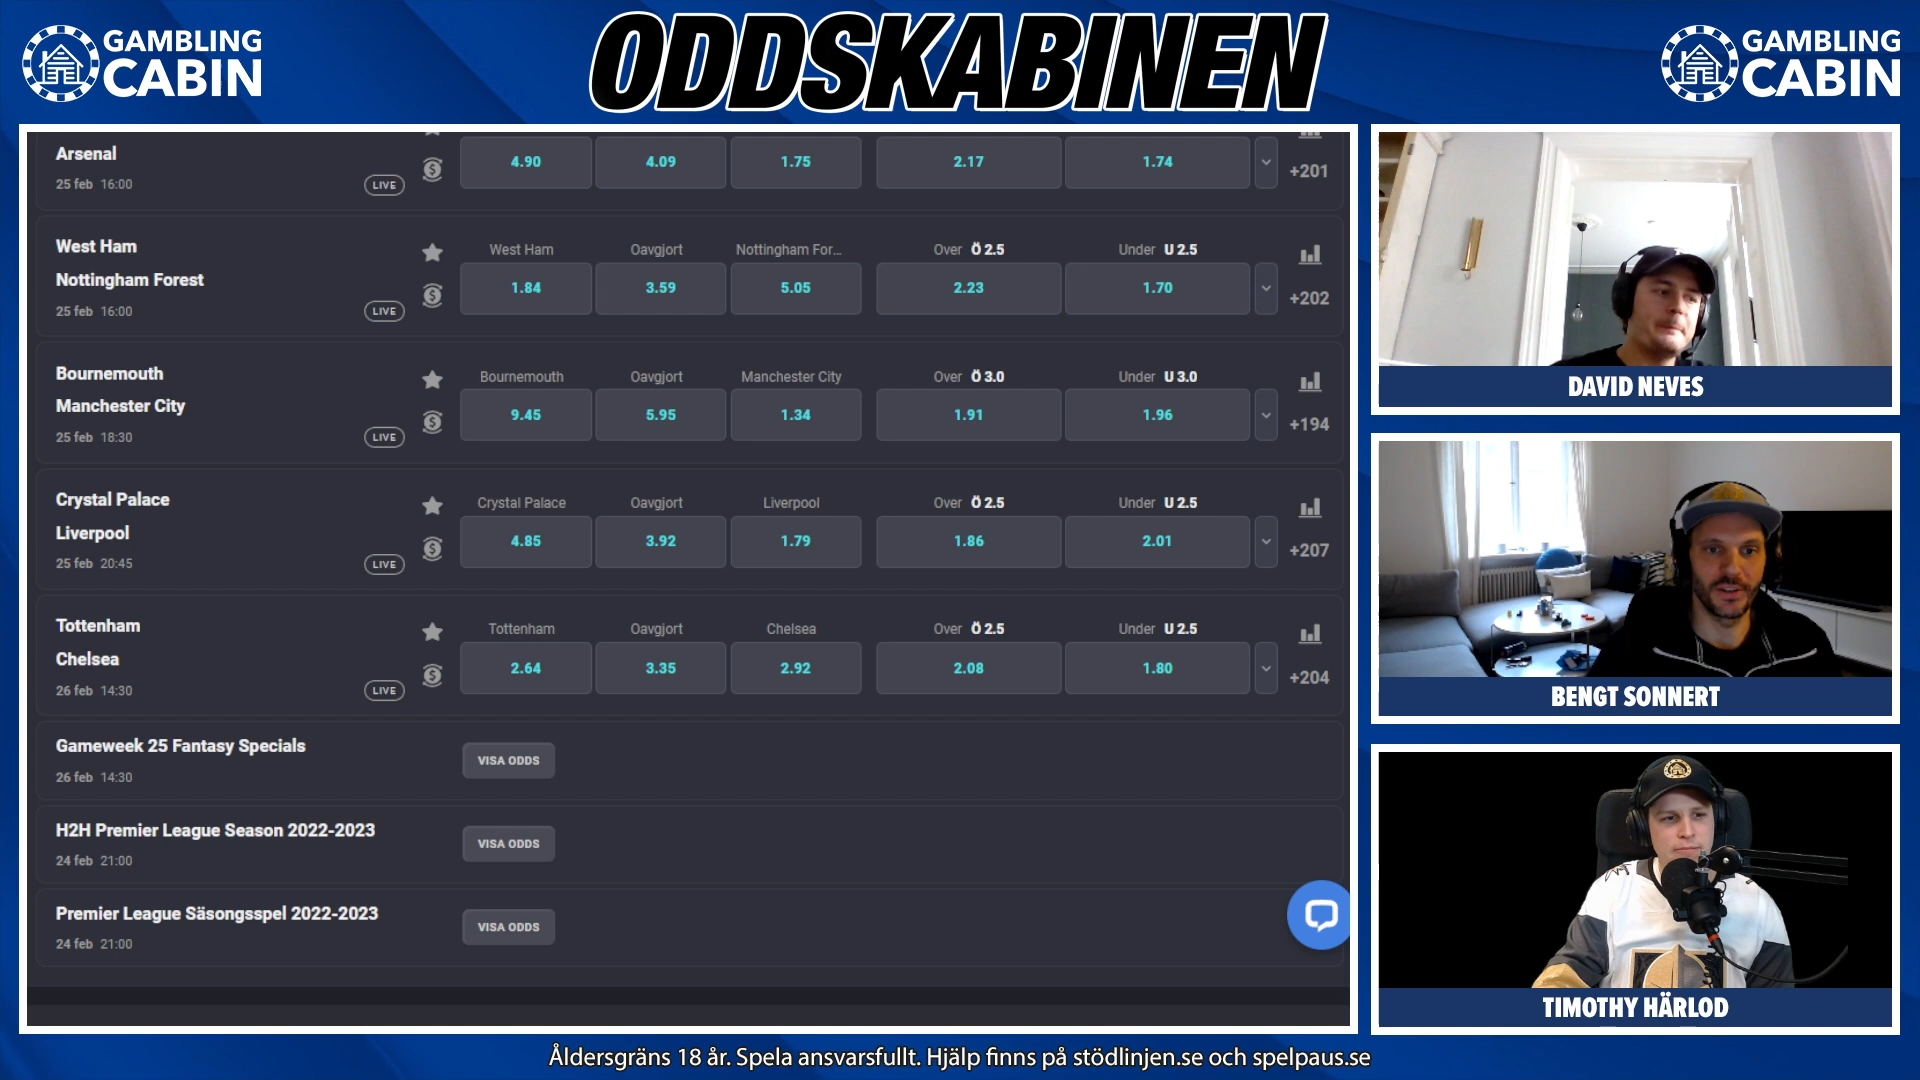 GAMBLING
CABIN
ODDSKABINEN
GAMBLING
CABIN
Arsenal
25 feb 16:00
LIVE
4.90
4.09
1.75
2.17
1.74
+201
West Ham
Nottingham Forest
25 feb 16:00
LIVE
West Ham
Oavgjort
Nottingham For...
Over Ö 2.5
Under U 2.5
1.84
3.59
5.05
2.23
1.70
+202
Bournemouth
Manchester City
25 feb 18:30
LIVE
Bournemouth
Oavgjort
Manchester City
Over Ö 3.0
Under U 3.0
9.45
5.95
1.34
1.91
1.96
+194
Crystal Palace
Liverpool
25 feb 20:45
LIVE
Crystal Palace
Oavgjort
Liverpool
Over Ö 2.5
Under U 2.5
4.85
3.92
1.79
1.86
2.01
+207
Tottenham
Chelsea
26 feb 14:30
LIVE
Tottenham
Oavgjort
Chelsea
Over Ö 2.5
Under U 2.5
2.64
3.35
2.92
2.08
1.80
+204
Gameweek 25 Fantasy Specials
26 feb 14:30
VISA ODDS
H2H Premier League Season 2022-2023
24 feb 21:00
VISA ODDS
Premier League Säsongsspel 2022-2023
24 feb 21:00
VISA ODDS
DAVID NEVES
BENGT SONNERT
TIMOTHY HÄRLOD
Åldersgräns 18 år. Spela ansvarsfullt. Hjälp finns på stödlinjen.se och spelpaus.se